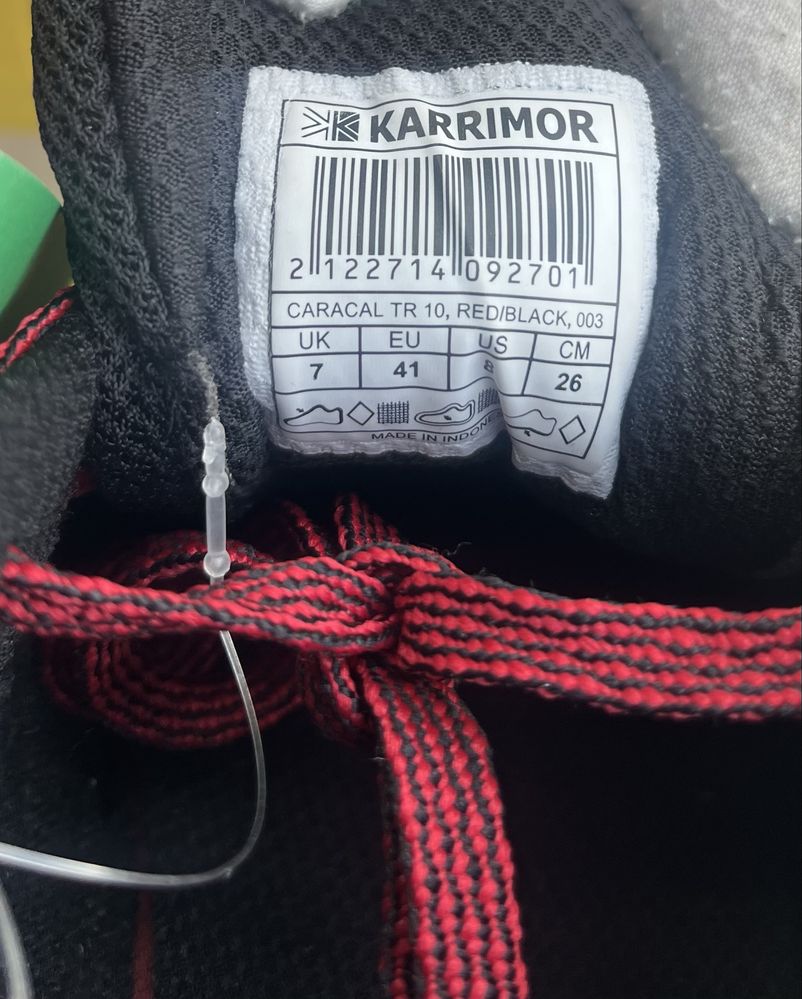 KARRIMOR
2 122714 092701
CARACAL TR 10, RED/BLACK, 003
UK EU US CM
7 41 8 26
MADE IN